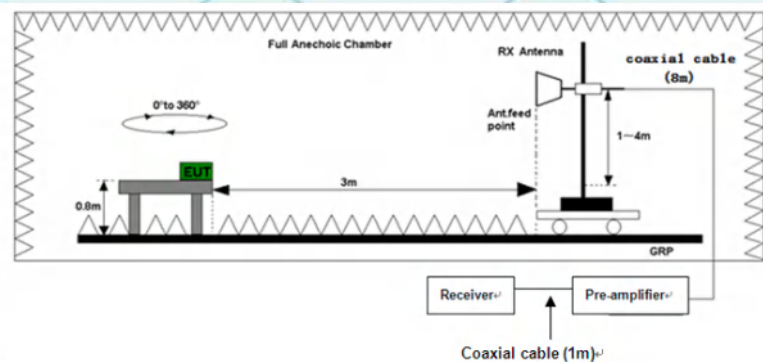 Full Anechoic Chamber
RX Antenna
coaxial cable
(8m)
0°to 360°
Ant.feed
point
1~4m
EUT
3m
0.8m
GRP
Receiver↵
Pre-amplifier↵
Coaxial cable (1m)↵